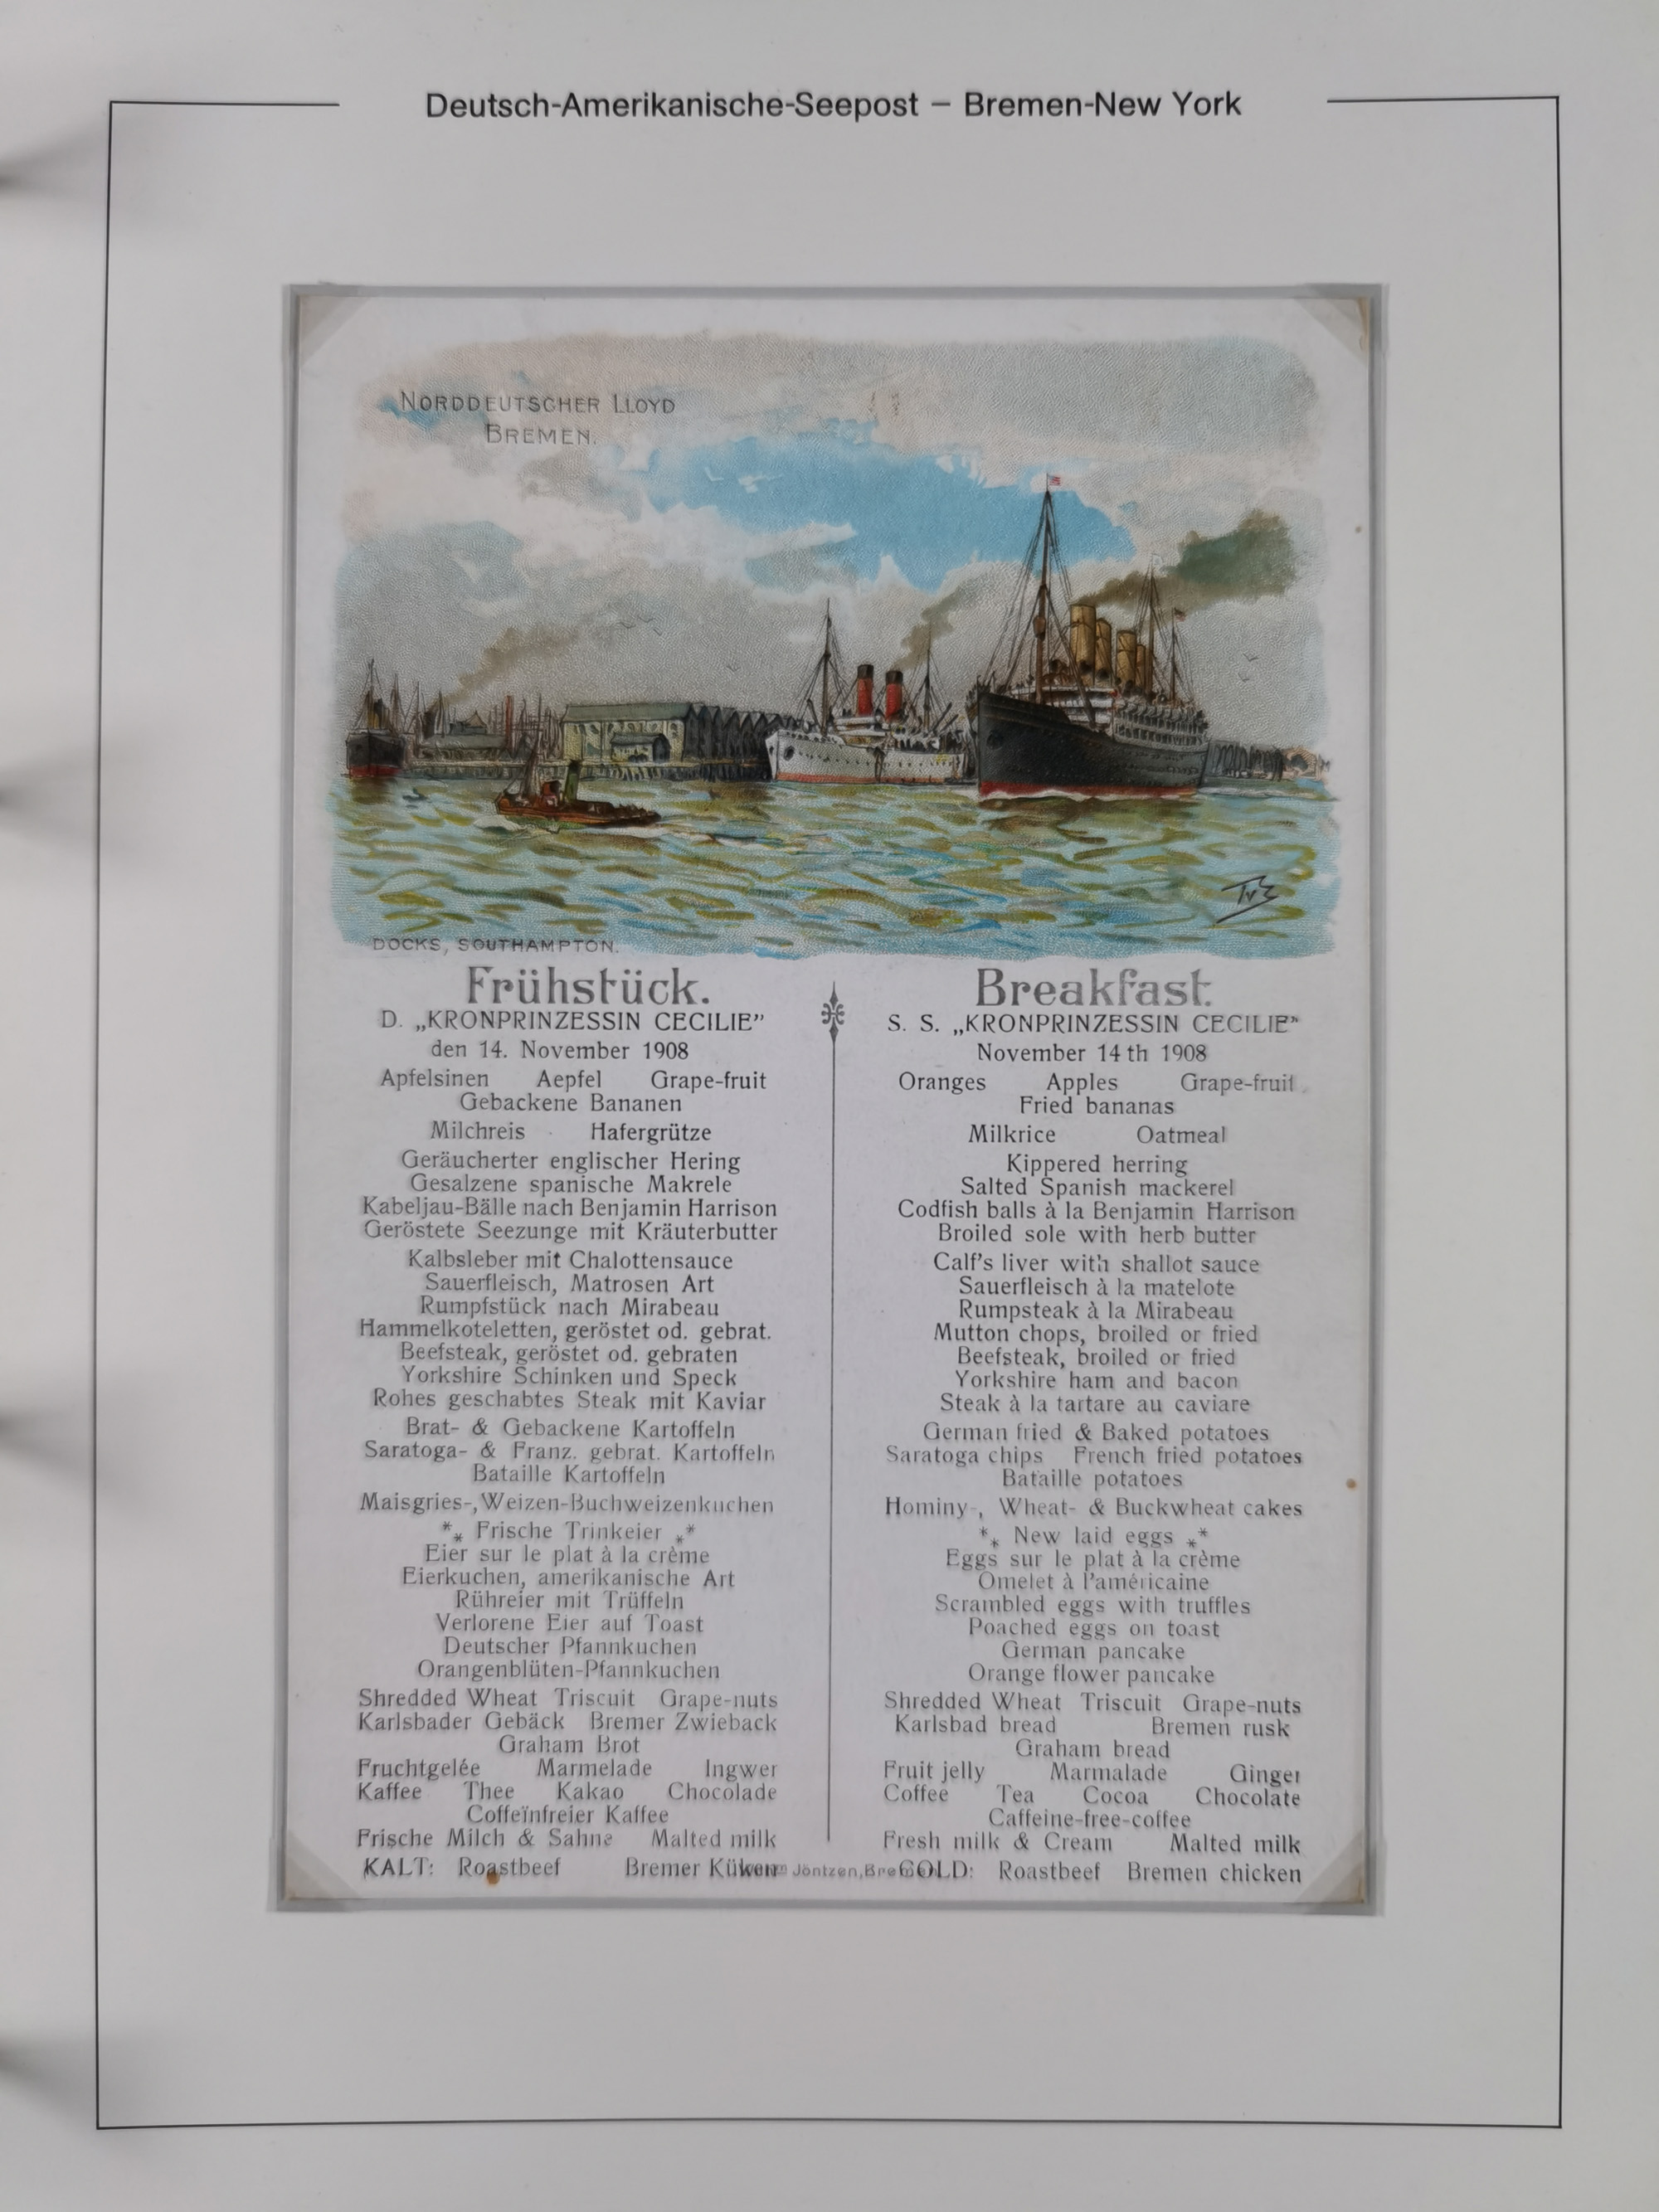 Deutsch-Amerikanische-Seepost – Bremen-New York
NORDDEUTSCHER LLOYD
BREMEN.
DOCKS, SOUTHAMPTON.
Frühstück.
D. „KRONPRINZESSIN CECILIE”
den 14. November 1908
Apfelsinen Aepfel Grape-fruit
Gebackene Bananen
Milchreis Hafergrütze
Geräucherter englischer Hering
Gesalzene spanische Makrele
Kabeljau-Bälle nach Benjamin Harrison
Geröstete Seezunge mit Kräuterbutter
Kalbsleber mit Chalottensauce
Sauerfleisch, Matrosen Art
Rumpfstück nach Mirabeau
Hammelkoteletten, geröstet od. gebrat.
Beefsteak, geröstet od. gebraten
Yorkshire Schinken und Speck
Rohes geschabtes Steak mit Kaviar
Brat- & Gebackene Kartoffeln
Saratoga- & Franz. gebrat. Kartoffeln
Bataille Kartoffeln
Maisgries-, Weizen-Buchweizenkuchen
*⁎ Frische Trinkeier ⁎*
Eier sur le plat à la crème
Eierkuchen, amerikanische Art
Rühreier mit Trüffeln
Verlorene Eier auf Toast
Deutscher Pfannkuchen
Orangenblüten-Pfannkuchen
Shredded Wheat Triscuit Grape-nuts
Karlsbader Gebäck Bremer Zwieback
Graham Brot
Fruchtgelée Marmelade Ingwer
Kaffee Thee Kakao Chocolade
Coffeïnfreier Kaffee
Frische Milch & Sahne Malted milk
KALT: Roastbeef Bremer Küken
Breakfast.
S. S. „KRONPRINZESSIN CECILIE”
November 14 th 1908
Oranges Apples Grape-fruit
Fried bananas
Milkrice Oatmeal
Kippered herring
Salted Spanish mackerel
Codfish balls à la Benjamin Harrison
Broiled sole with herb butter
Calf's liver with shallot sauce
Sauerfleisch à la matelote
Rumpsteak à la Mirabeau
Mutton chops, broiled or fried
Beefsteak, broiled or fried
Yorkshire ham and bacon
Steak à la tartare au caviare
German fried & Baked potatoes
Saratoga chips French fried potatoes
Bataille potatoes
Hominy-, Wheat- & Buckwheat cakes
*⁎ New laid eggs ⁎*
Eggs sur le plat à la crème
Omelet à l'américaine
Scrambled eggs with truffles
Poached eggs on toast
German pancake
Orange flower pancake
Shredded Wheat Triscuit Grape-nuts
Karlsbad bread Bremen rusk
Graham bread
Fruit jelly Marmalade Ginger
Coffee Tea Cocoa Chocolate
Caffeine-free-coffee
Fresh milk & Cream Malted milk
COLD: Roastbeef Bremen chicken
Jöntzen,